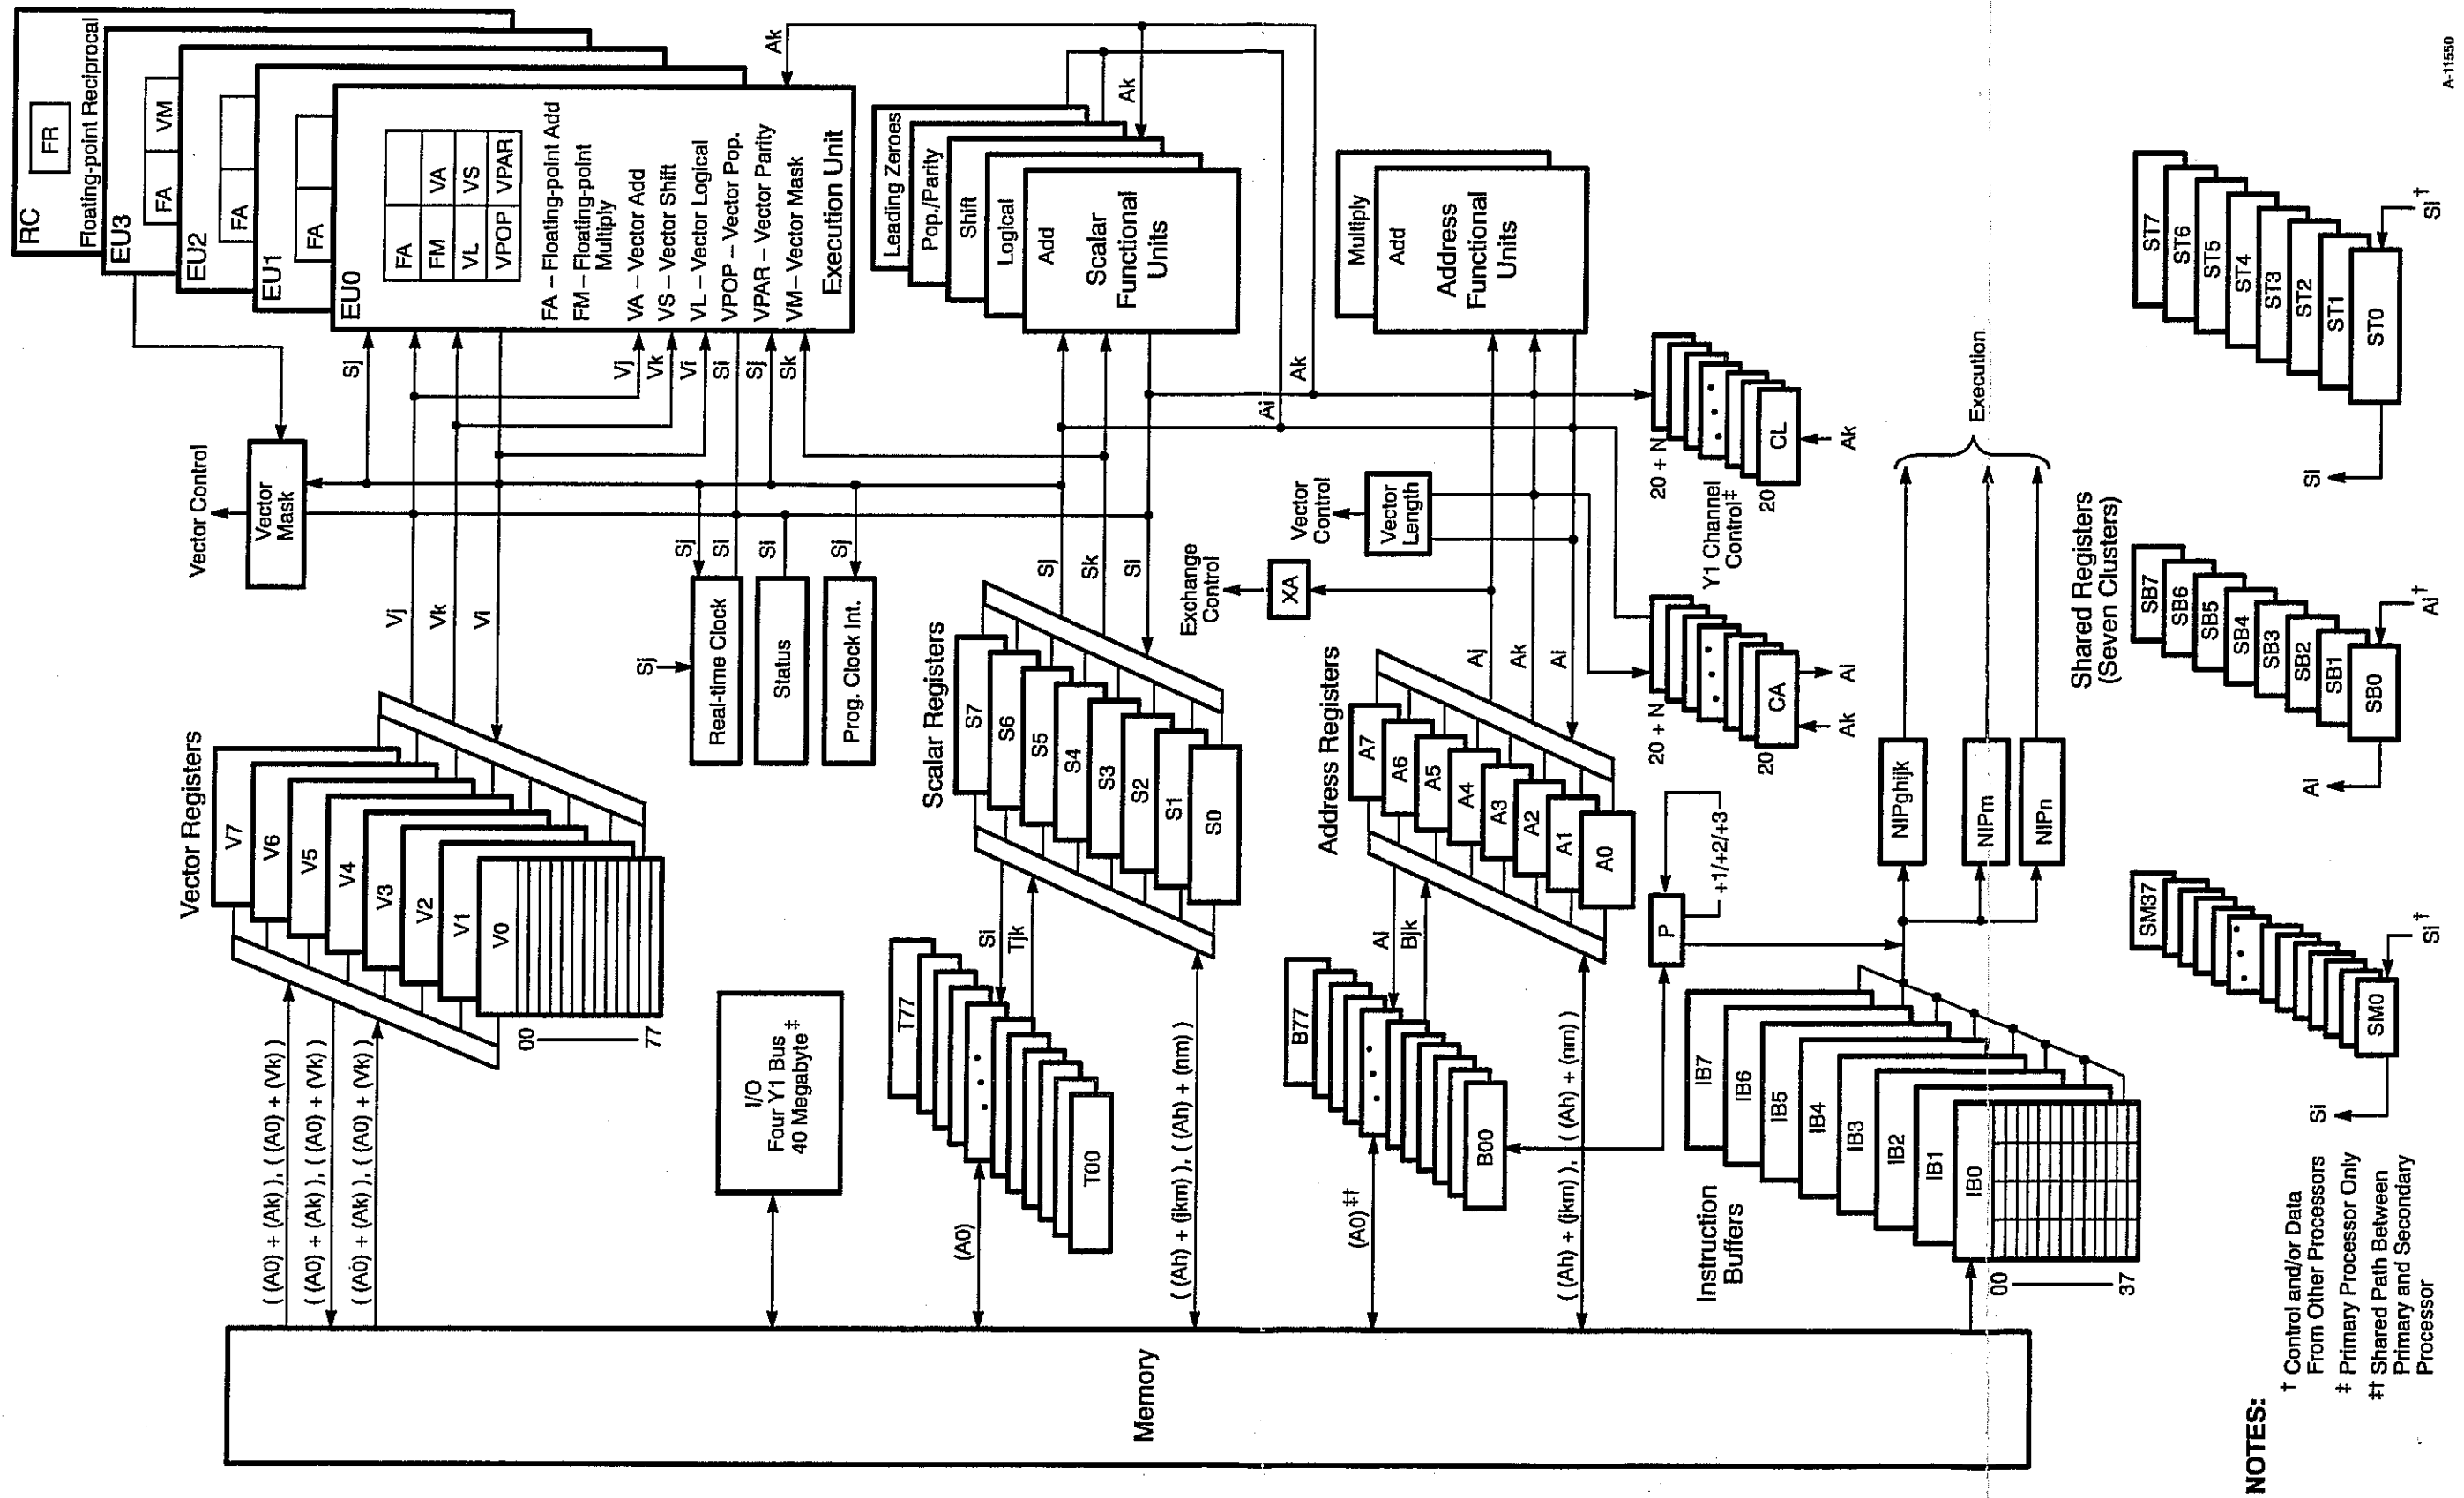 Memory
( (A0) + (Ak) ), ( (A0) + (Vk) )
( (A0) + (Ak) ), ( (A0) + (Vk) )
( (A0) + (Ak) ), ( (A0) + (Vk) )
Vector Registers
V7
V6
V5
V4
V3
V2
V1
V0
00
77
Vj
Vk
Vi
Vector Control
Vector
Mask
RC
FR
Floating-point Reciprocal
EU3
FA
VM
EU2
FA
EU1
FA
EU0
FA
FM
VA
VL
VS
VPOP
VPAR
FA – Floating-point Add
FM – Floating-point
Multiply
VA – Vector Add
VS – Vector Shift
VL – Vector Logical
VPOP – Vector Pop.
VPAR – Vector Parity
VM – Vector Mask
Execution Unit
Sj
Vj
Vk
Vi
Si
Sj
Sk
Ak
I/O
Four Y1 Bus
40 Megabyte‡
Sj
Real-time Clock
Status
Prog. Clock Int.
Sj
Si
Si
Sj
T77
T00
(A0)
Si
Tjk
( (Ah) + (jkm) ), ( (Ah) + (nm) )
Scalar Registers
S7
S6
S5
S4
S3
S2
S1
S0
Sj
Sk
Si
Leading Zeroes
Pop./Parity
Shift
Logical
Add
Scalar
Functional
Units
Ak
Ai
Ak
B77
B00
(A0)‡†
Ai
Bjk
( (Ah) + (jkm) ), ( (Ah) + (nm) )
Address Registers
A7
A6
A5
A4
A3
A2
A1
A0
Aj
Ak
Ai
Exchange
Control
XA
Vector
Control
Vector
Length
Multiply
Add
Address
Functional
Units
20 + N
20
CA
Ak
Ai
Y1 Channel
Control‡
20 + N
20
CL
Ak
P
+1/+2/+3
Instruction
Buffers
IB7
IB6
IB5
IB4
IB3
IB2
IB1
IB0
00
37
NIPghijk
NIPm
NIPn
Execution
Shared Registers
(Seven Clusters)
SM37
SM0
Si
Si†
SB7
SB6
SB5
SB4
SB3
SB2
SB1
SB0
Ai
Ai†
ST7
ST6
ST5
ST4
ST3
ST2
ST1
ST0
Si
Si†
NOTES:
† Control and/or Data
From Other Processors
‡ Primary Processor Only
‡† Shared Path Between
Primary and Secondary
Processor
A-11550